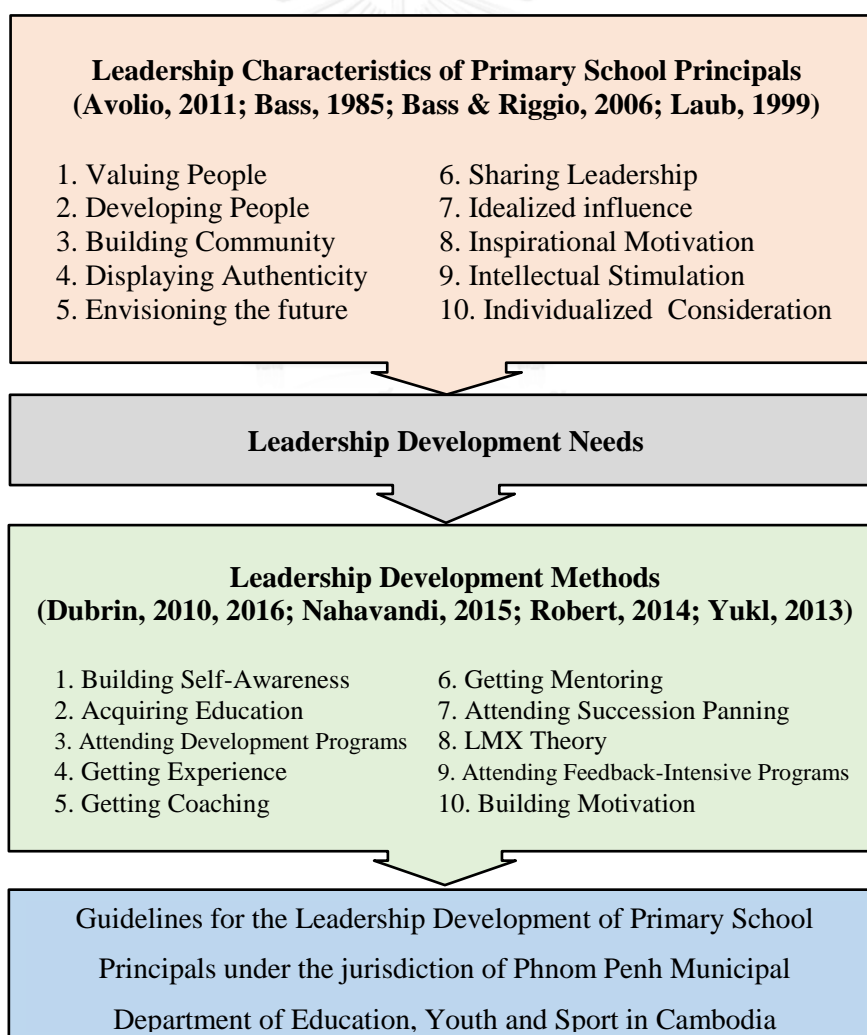 Leadership Characteristics of Primary School Principals
(Avolio, 2011; Bass, 1985; Bass & Riggio, 2006; Laub, 1999)
1. Valuing People
2. Developing People
3. Building Community
4. Displaying Authenticity
5. Envisioning the future
6. Sharing Leadership
7. Idealized influence
8. Inspirational Motivation
9. Intellectual Stimulation
10. Individualized Consideration
Leadership Development Needs
Leadership Development Methods
(Dubrin, 2010, 2016; Nahavandi, 2015; Robert, 2014; Yukl, 2013)
1. Building Self-Awareness
2. Acquiring Education
3. Attending Development Programs
4. Getting Experience
5. Getting Coaching
6. Getting Mentoring
7. Attending Succession Panning
8. LMX Theory
9. Attending Feedback-Intensive Programs
10. Building Motivation
Guidelines for the Leadership Development of Primary School
Principals under the jurisdiction of Phnom Penh Municipal
Department of Education, Youth and Sport in Cambodia